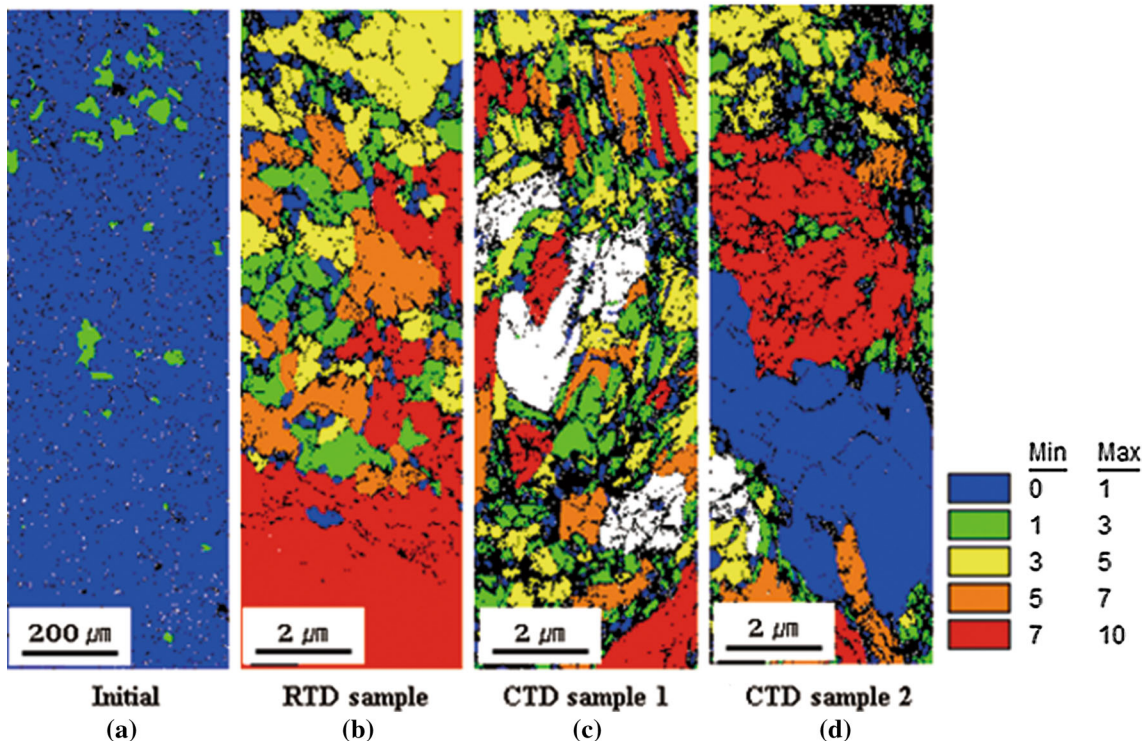 200 μm
2 μm
2 μm
2 μm
Min Max
0 1
1 3
3 5
5 7
7 10
Initial RTD sample CTD sample 1 CTD sample 2
(a) (b) (c) (d)